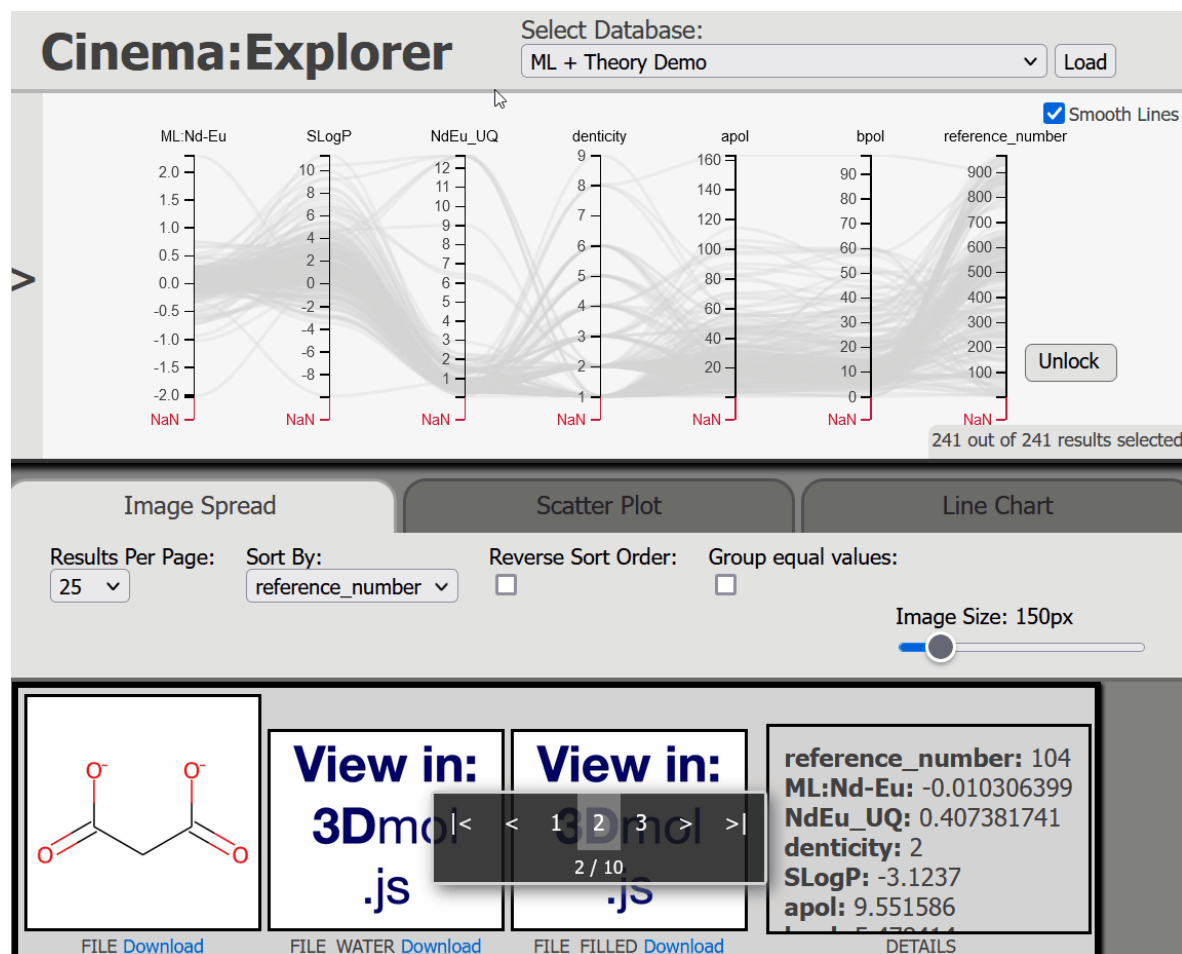 Cinema:Explorer
Select Database:
ML + Theory Demo
Load
Smooth Lines
ML:Nd-Eu SLogP NdEu_UQ denticity apol bpol reference_number
2.0
1.5
1.0
0.5
0.0
-0.5
-1.0
-1.5
-2.0
NaN
10
8
6
4
2
0
-2
-4
-6
-8
NaN
12
11
10
9
8
7
6
5
4
3
2
1
NaN
9
8
7
6
5
4
3
2
1
NaN
160
140
120
100
80
60
40
20
NaN
90
80
70
60
50
40
30
20
10
0
NaN
900
800
700
600
500
400
300
200
100
NaN
>
Unlock
241 out of 241 results selected
Image Spread Scatter Plot Line Chart
Results Per Page: Sort By: Reverse Sort Order: Group equal values:
25 reference_number
Image Size: 150px
O- O-
O O
View in:
3Dmol
.js
View in:
3Dmol
.js
|< < 1 2 3 > >|
2 / 10
reference_number: 104
ML:Nd-Eu: -0.010306399
NdEu_UQ: 0.407381741
denticity: 2
SLogP: -3.1237
apol: 9.551586
FILE Download FILE_WATER Download FILE_FILLED Download DETAILS